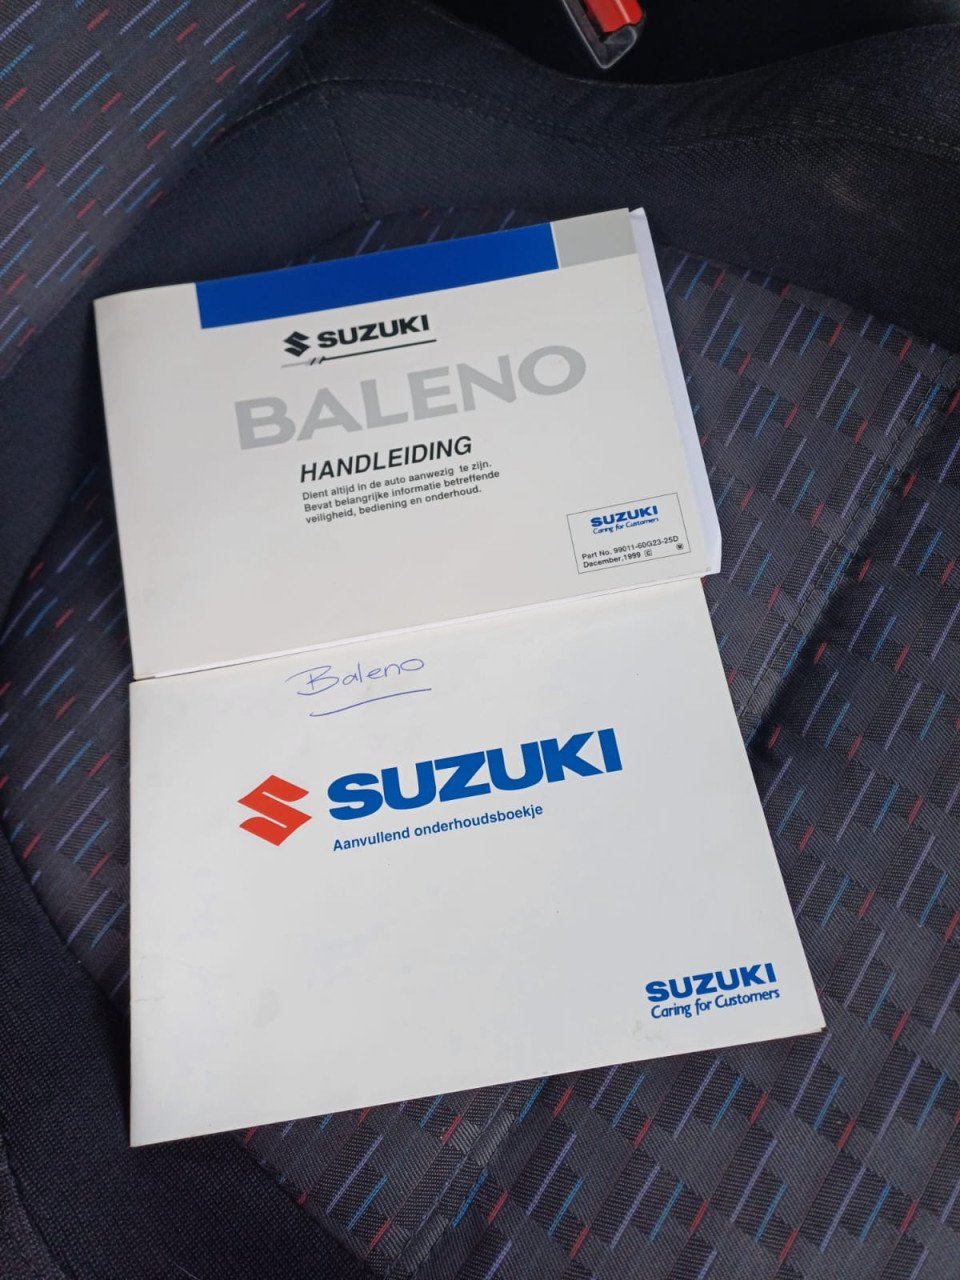 SUZUKI
BALENO
HANDLEIDING
Dient altijd in de auto aanwezig te zijn.
Bevat belangrijke informatie betreffende
veiligheid, bediening en onderhoud.
SUZUKI
Caring for Customers
Part No. 99011-60G23-25D
December, 1999
Baleno
SUZUKI
Aanvullend onderhoudsboekje
SUZUKI
Caring for Customers